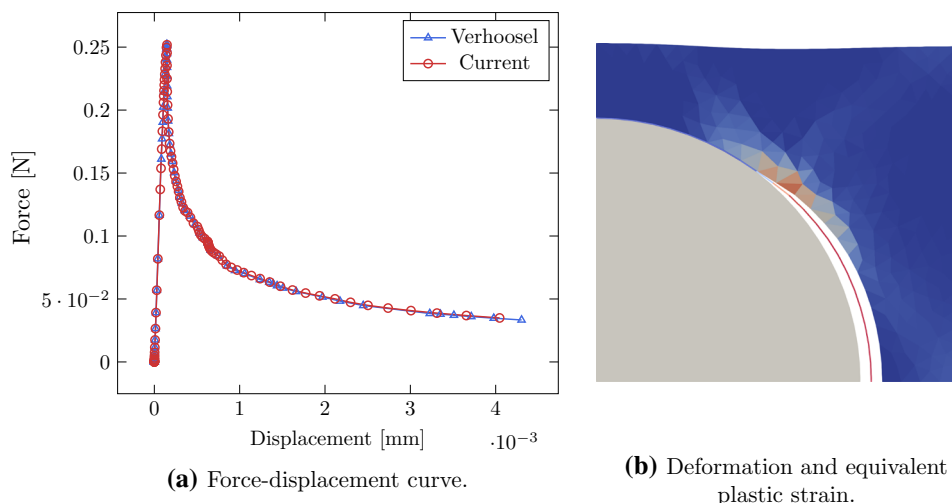 0.25
0.2
0.15
0.1
5 · 10⁻²
0
Force [N]
Verhoosel
Current
0
1
2
3
4
Displacement [mm]
·10⁻³
(a) Force-displacement curve.
(b) Deformation and equivalent
plastic strain.